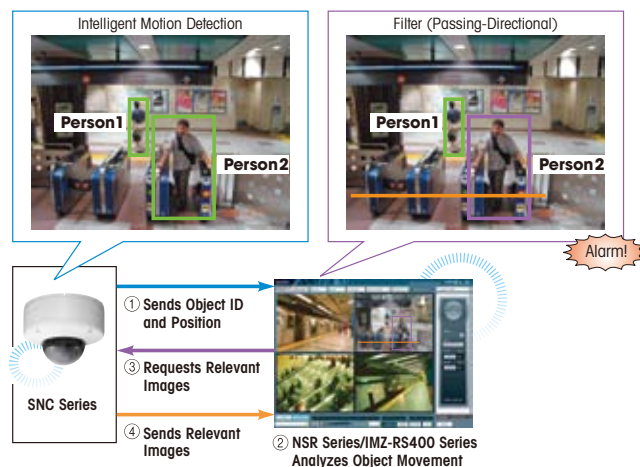 Intelligent Motion Detection
Filter (Passing-Directional)
Person1
Person2
Person1
Person2
Alarm!
① Sends Object ID
and Position
③ Requests Relevant
Images
SNC Series
④ Sends Relevant
Images
② NSR Series/IMZ-RS400 Series
Analyzes Object Movement